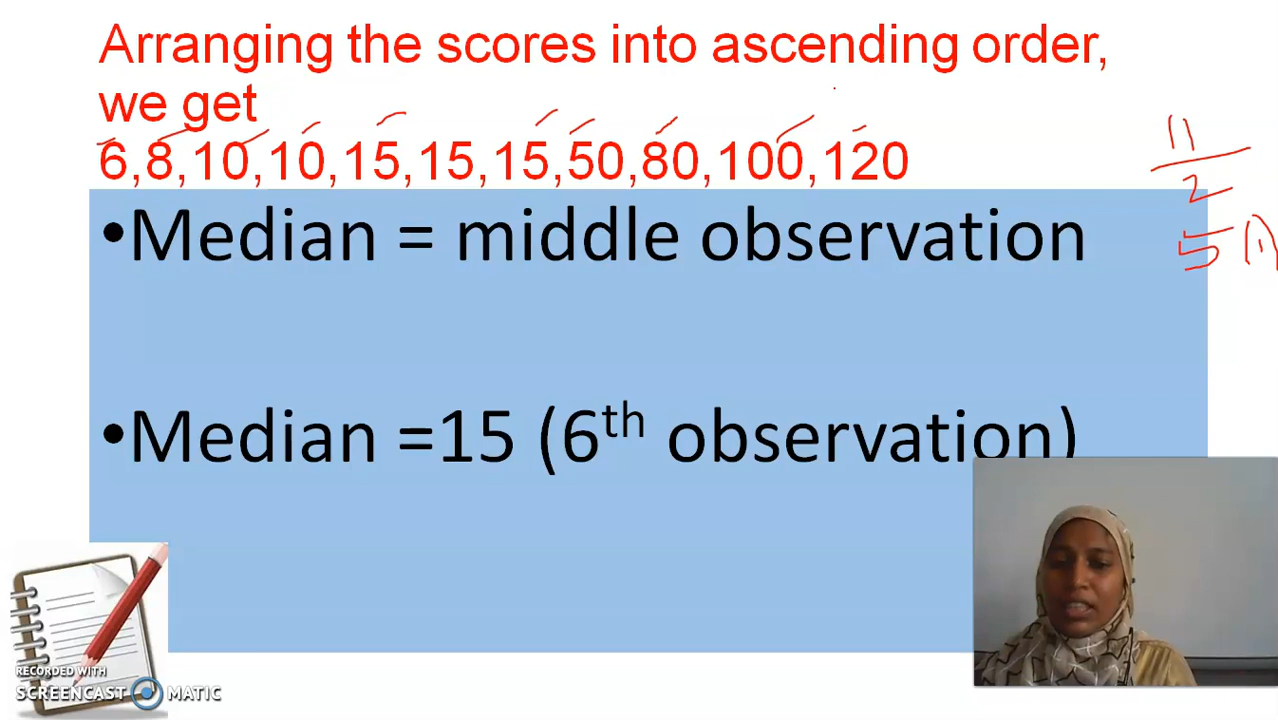 Arranging the scores into ascending order,
we get
6,8,10,10,15,15,15,50,80,100,120
11
2
5 (1)
•Median = middle observation
•Median =15 (6th observation)
RECORDED WITH
SCREENCAST MATIC